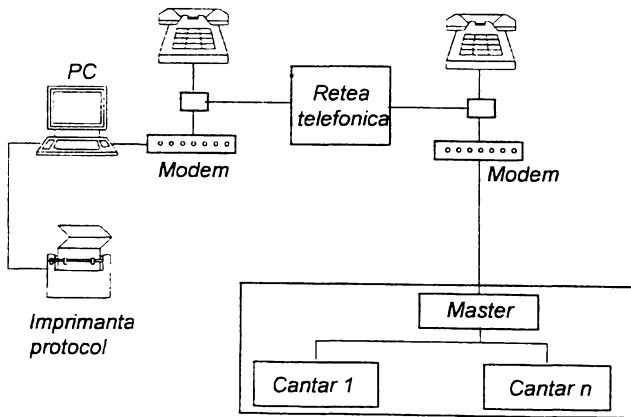 PC
Retea
telefonica
Modem
Modem
Imprimanta
protocol
Master
Cantar 1
Cantar n